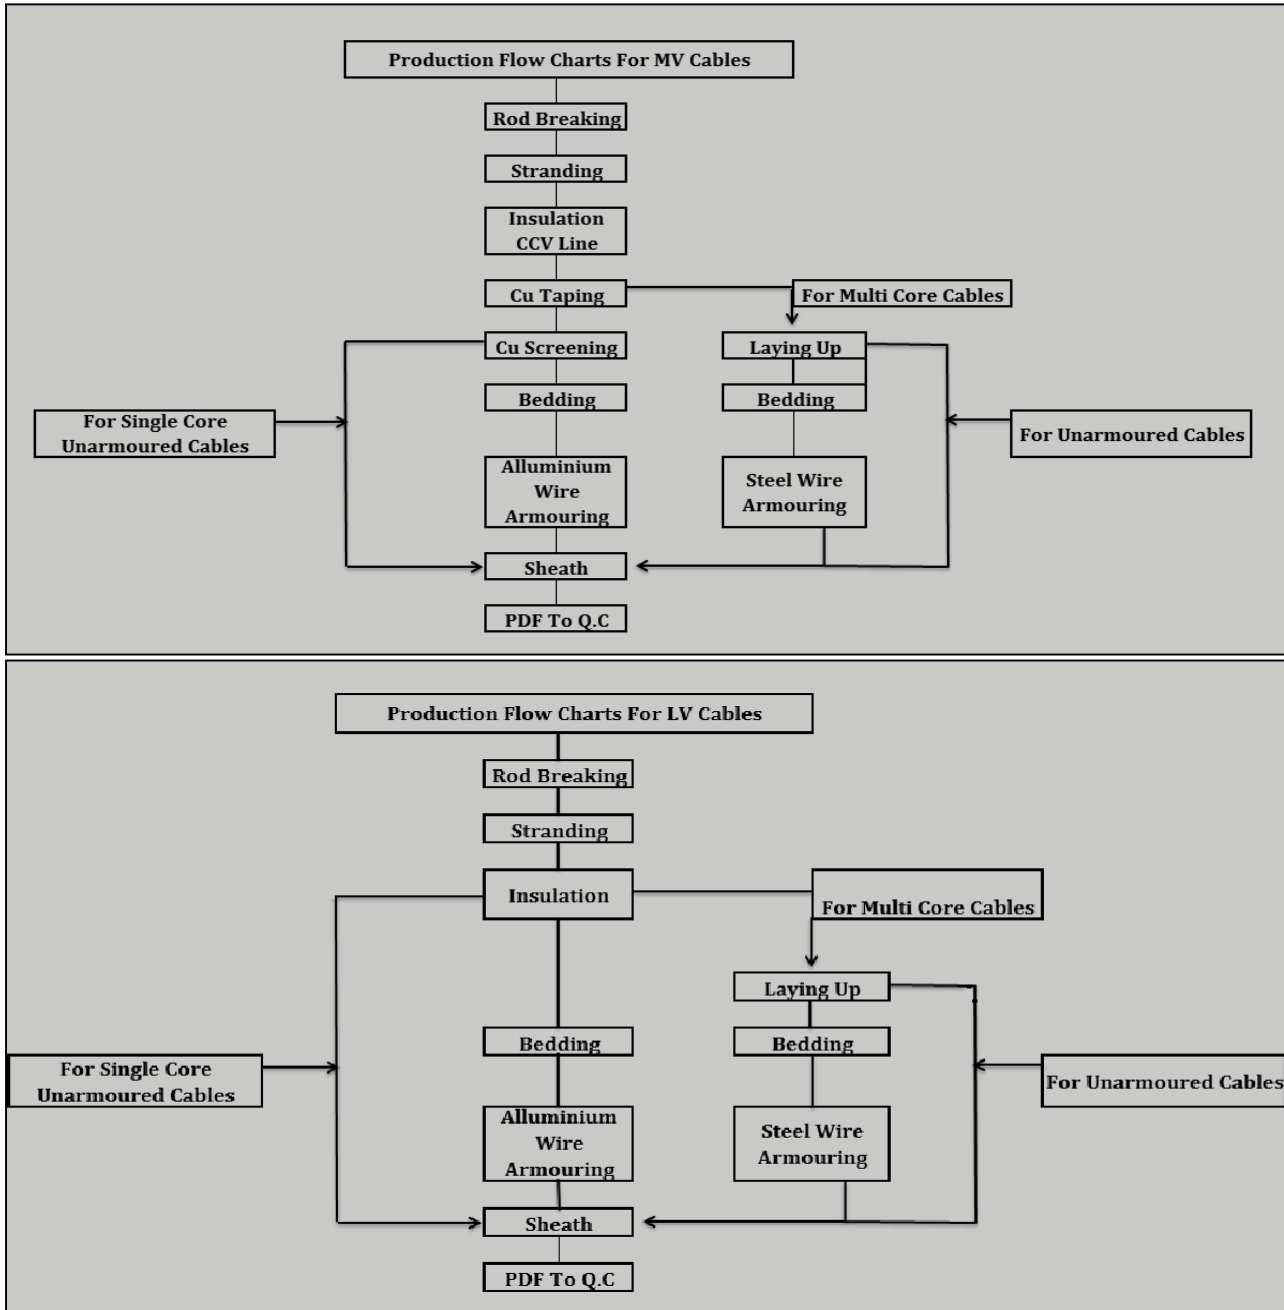 Production Flow Charts For MV Cables
Rod Breaking
Stranding
Insulation
CCV Line
Cu Taping
For Multi Core Cables
Cu Screening
Laying Up
Bedding
Bedding
For Single Core
Unarmoured Cables
For Unarmoured Cables
Alluminium
Wire
Armouring
Steel Wire
Armouring
Sheath
PDF To Q.C
Production Flow Charts For LV Cables
Rod Breaking
Stranding
Insulation
For Multi Core Cables
Laying Up
Bedding
Bedding
For Single Core
Unarmoured Cables
For Unarmoured Cables
Alluminium
Wire
Armouring
Steel Wire
Armouring
Sheath
PDF To Q.C